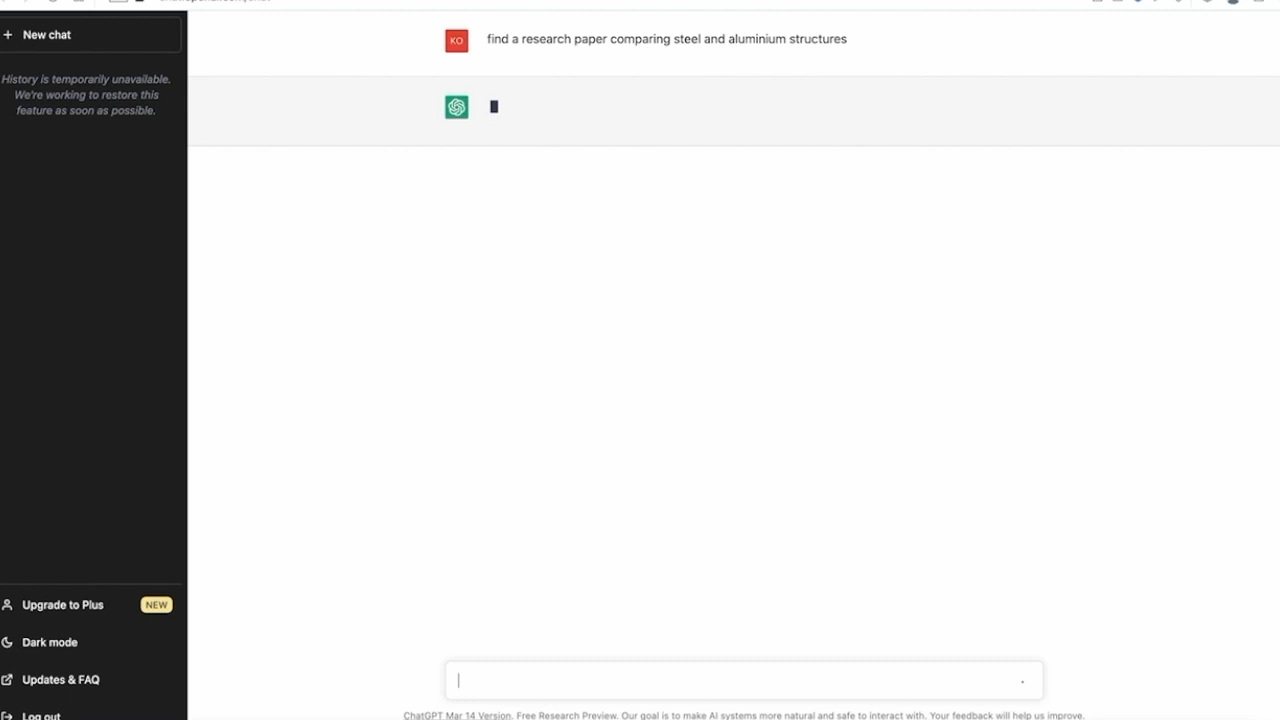 New chat
History is temporarily unavailable.
We're working to restore this
feature as soon as possible.
KO
find a research paper comparing steel and aluminium structures
Upgrade to Plus
NEW
Dark mode
Updates & FAQ
Log out
ChatGPT Mar 14 Version. Free Research Preview. Our goal is to make AI systems more natural and safe to interact with. Your feedback will help us improve.